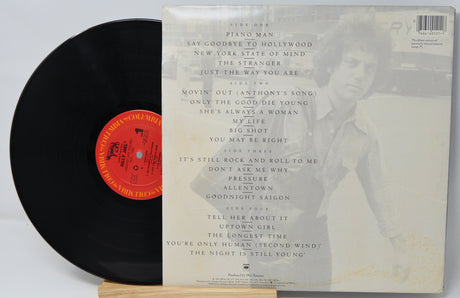 SIDE ONE
PIANO MAN
SAY GOODBYE TO HOLLYWOOD
NEW YORK STATE OF MIND
THE STRANGER
JUST THE WAY YOU ARE
SIDE TWO
MOVIN' OUT (ANTHONY'S SONG)
ONLY THE GOOD DIE YOUNG
SHE'S ALWAYS A WOMAN
MY LIFE
BIG SHOT
YOU MAY BE RIGHT
SIDE THREE
IT'S STILL ROCK AND ROLL TO ME
DON'T ASK ME WHY
PRESSURE
ALLENTOWN
GOODNIGHT SAIGON
SIDE FOUR
TELL HER ABOUT IT
UPTOWN GIRL
THE LONGEST TIME
YOU'RE ONLY HUMAN (SECOND WIND)
THE NIGHT IS STILL YOUNG
COLUMBIA
BILLY JOEL
1